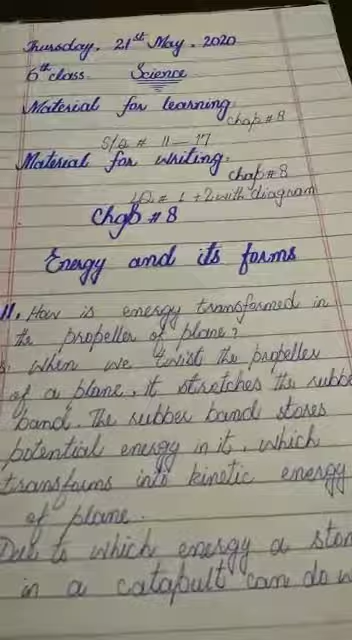 Thursday, 21st May, 2020
6th class Science
Material for learning
Chap # 8
S/Q # 11 - 17
Material for writing.
Chap # 8
LQ = 1 + 2 with diagram
Chap # 8
Energy and its forms
11. How is energy transformed in
the propeller of plane?
When we twist the propeller
of a plane, it stretches the rubbe
band. The rubber band stores
potential energy in it, which
transforms into kinetic energy
of plane.
Due to which energy a ston
in a catapult can do w